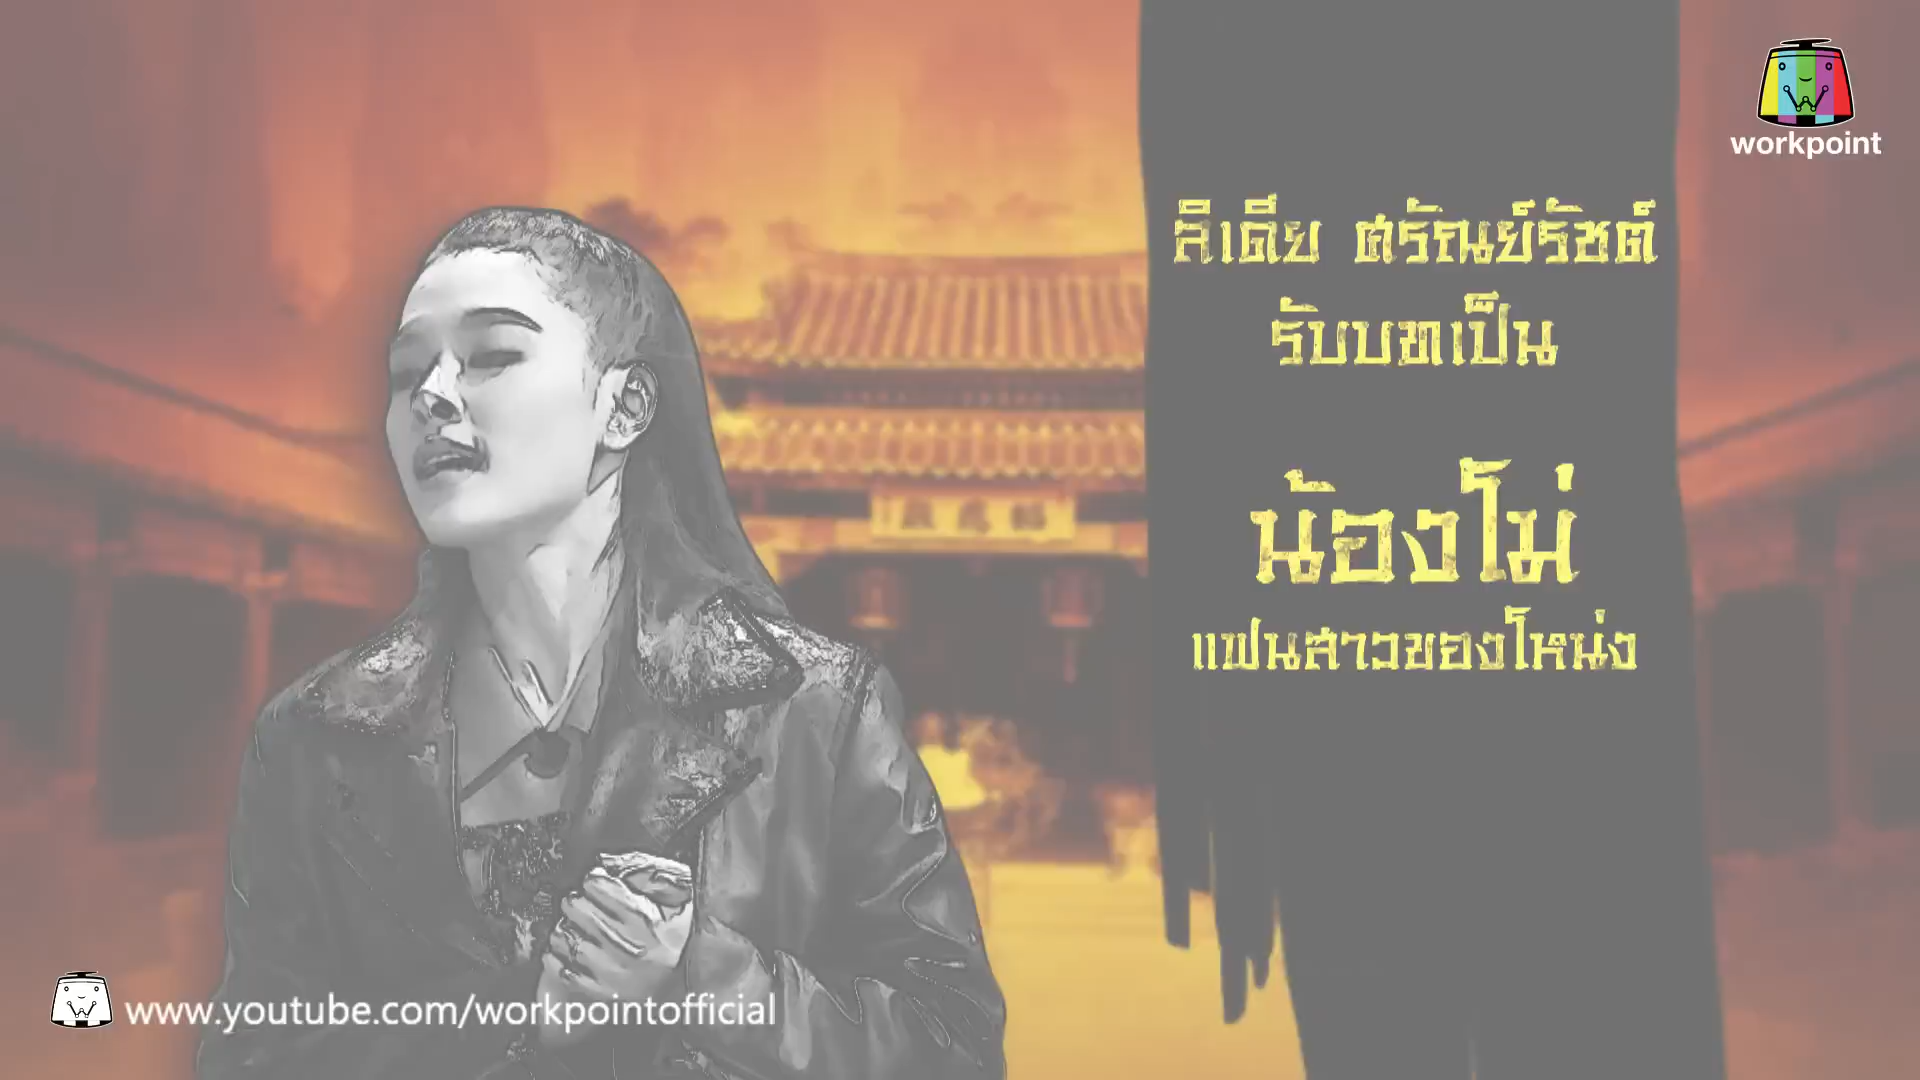 workpoint
ลิเดีย ศรัณย์รัชต์
รับบทเป็น
น้องโม่
แฟนสาวของโหน่ง
www.youtube.com/workpointofficial